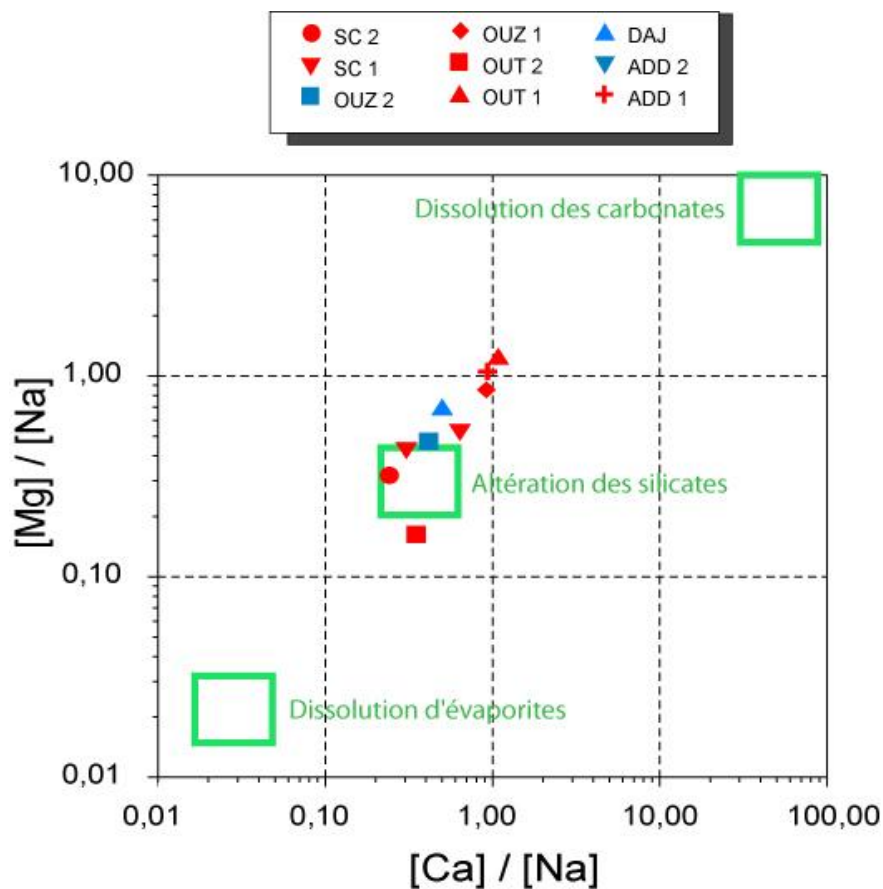 SC 2 OUZ 1 DAJ
SC 1 OUT 2 ADD 2
OUZ 2 OUT 1 ADD 1
10,00
Dissolution des carbonates
1,00
[Mg] / [Na]
Altération des silicates
0,10
Dissolution d'évaporites
0,01
0,01 0,10 1,00 10,00 100,00
[Ca] / [Na]